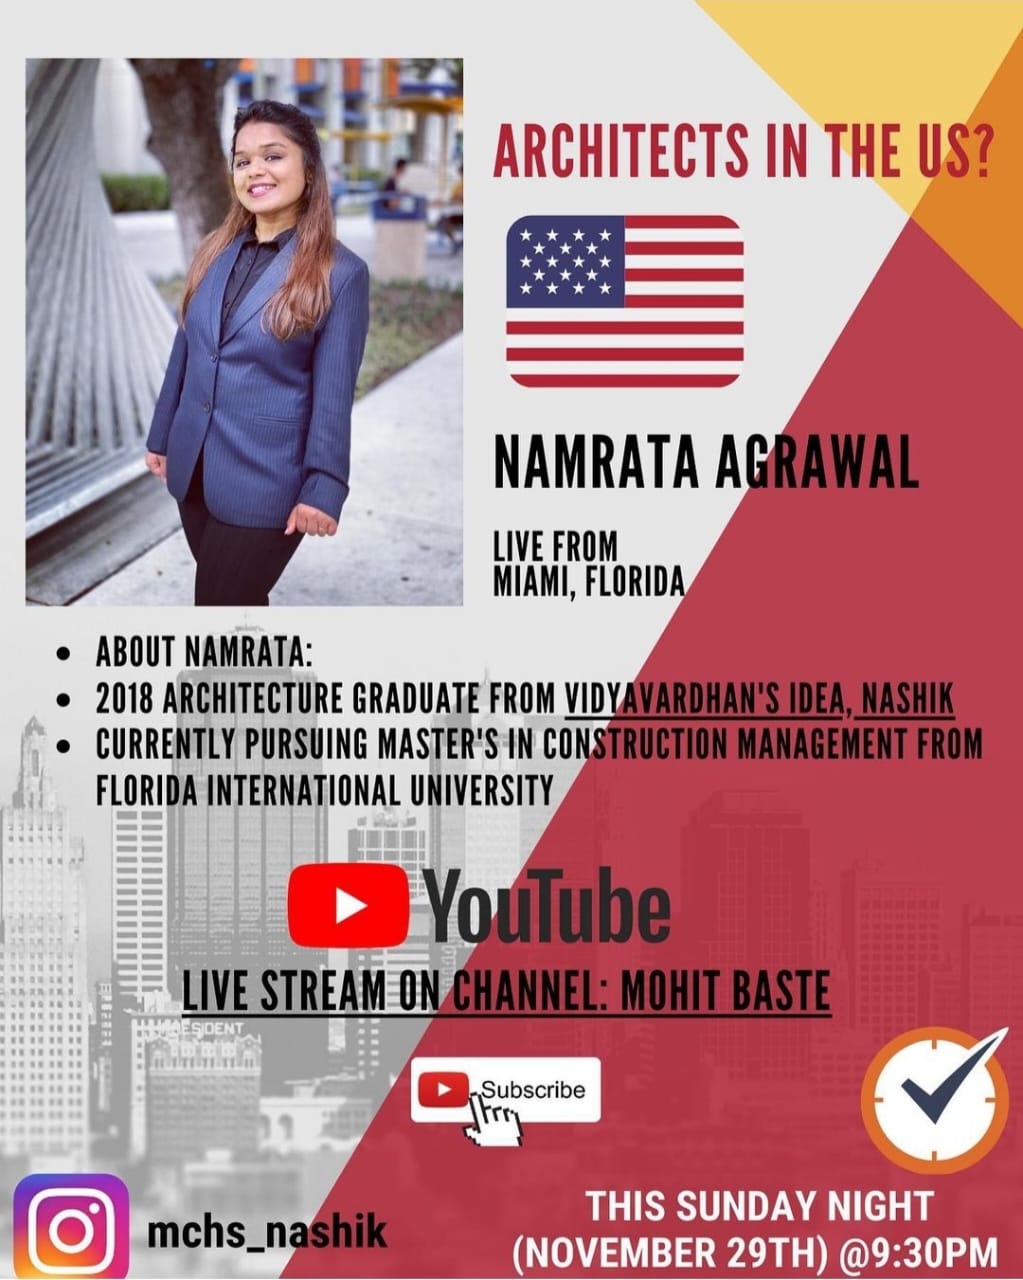 ARCHITECTS IN THE US?
NAMRATA AGRAWAL
LIVE FROM
MIAMI, FLORIDA
• ABOUT NAMRATA:
• 2018 ARCHITECTURE GRADUATE FROM VIDYAVARDHAN'S IDEA, NASHIK
• CURRENTLY PURSUING MASTER'S IN CONSTRUCTION MANAGEMENT FROM
FLORIDA INTERNATIONAL UNIVERSITY
YouTube
LIVE STREAM ON CHANNEL: MOHIT BASTE
PRESIDENT
Subscribe
mchs_nashik
THIS SUNDAY NIGHT
(NOVEMBER 29TH) @9:30PM